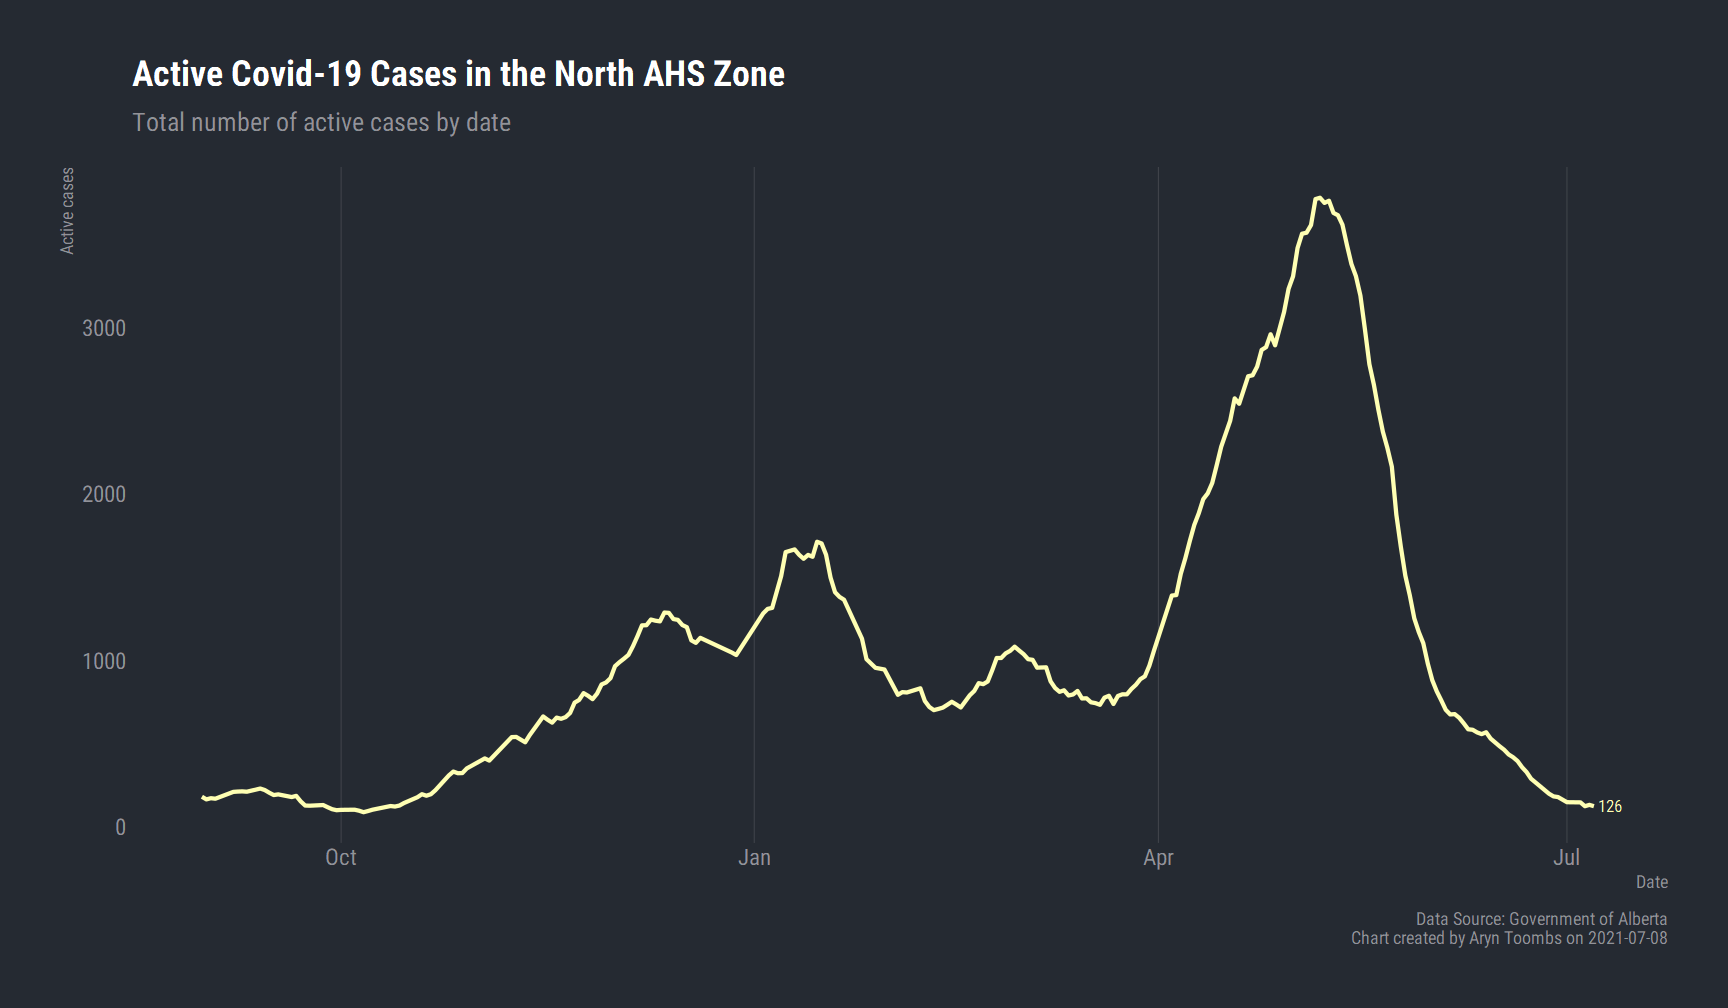 Active Covid-19 Cases in the North AHS Zone
Total number of active cases by date
Active cases
3000
2000
1000
0
126
Oct
Jan
Apr
Jul
Date
Data Source: Government of Alberta
Chart created by Aryn Toombs on 2021-07-08